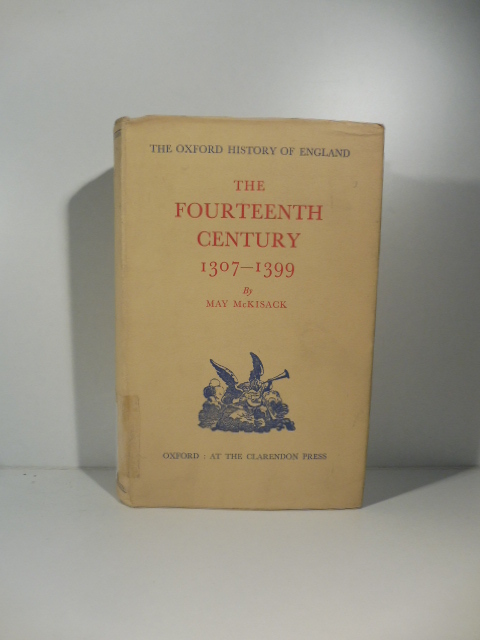 THE OXFORD HISTORY OF ENGLAND
THE
FOURTEENTH
CENTURY
1307—1399
By
MAY McKISACK
OXFORD : AT THE CLARENDON PRESS